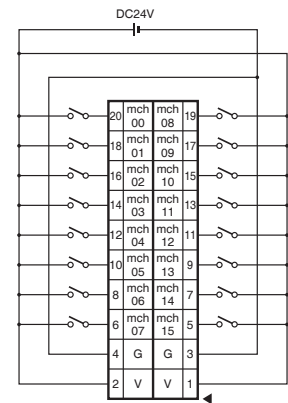 DC24V
20 mch 00 mch 08 19
18 mch 01 mch 09 17
16 mch 02 mch 10 15
14 mch 03 mch 11 13
12 mch 04 mch 12 11
10 mch 05 mch 13 9
8 mch 06 mch 14 7
6 mch 07 mch 15 5
4 G G 3
2 V V 1